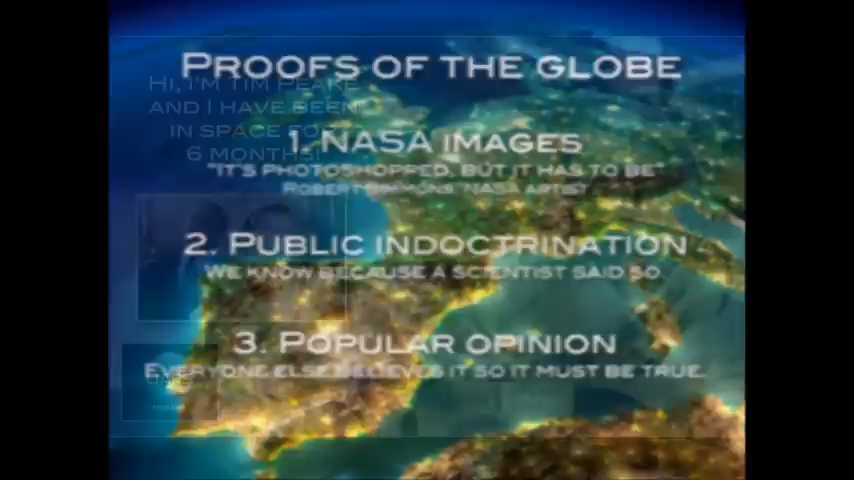 PROOFS OF THE GLOBE
HI, I'M TIM PEAKE
AND I HAVE BEEN
IN SPACE FOR
6 MONTHS!
1. NASA IMAGES
"IT'S PHOTOSHOPPED, BUT IT HAS TO BE"
ROBERT SIMMONS "NASA ARTIST"
2. PUBLIC INDOCTRINATION
WE KNOW BECAUSE A SCIENTIST SAID SO.
3. POPULAR OPINION
EVERYONE ELSE BELIEVES IT SO IT MUST BE TRUE.